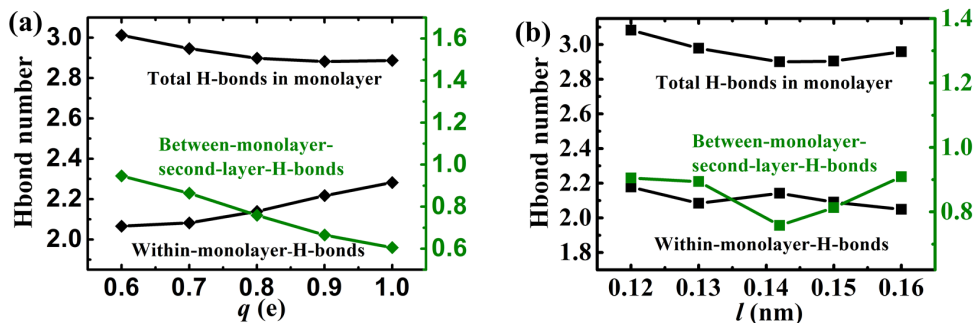 (a)
Hbond number
3.0
2.8
2.6
2.4
2.2
2.0
Total H-bonds in monolayer
Between-monolayer-
second-layer-H-bonds
Within-monolayer-H-bonds
1.6
1.4
1.2
1.0
0.8
0.6
0.6 0.7 0.8 0.9 1.0
q (e)
(b)
Hbond number
3.0
2.8
2.6
2.4
2.2
2.0
1.8
Total H-bonds in monolayer
Between-monolayer-
second-layer-H-bonds
Within-monolayer-H-bonds
1.4
1.2
1.0
0.8
0.12 0.13 0.14 0.15 0.16
l (nm)